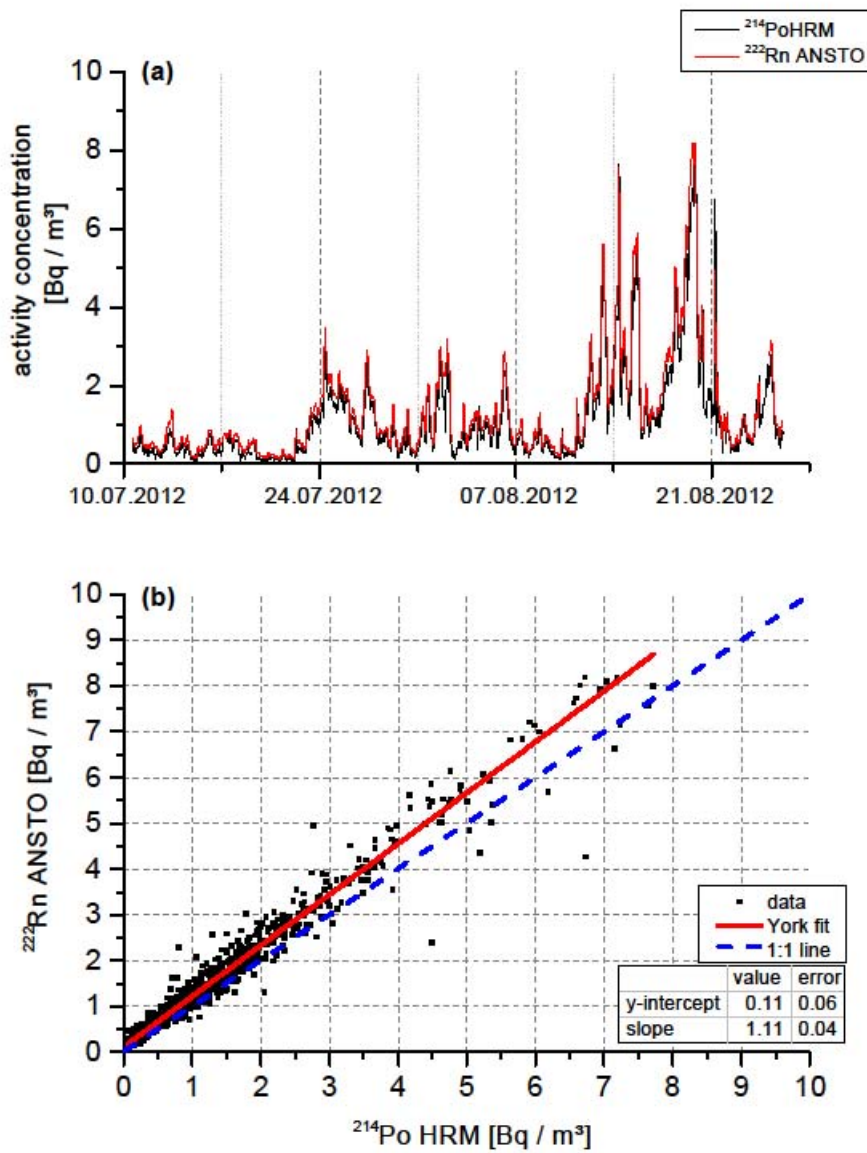 ²¹⁴PoHRM
²²²Rn ANSTO
(a)
10
8
6
4
2
0
activity concentration
[Bq / m³]
10.07.2012 24.07.2012 07.08.2012 21.08.2012
(b)
10
9
8
7
6
5
4
3
2
1
0
²²²Rn ANSTO [Bq / m³]
data
York fit
1:1 line
value error
y-intercept 0.11 0.06
slope 1.11 0.04
0 1 2 3 4 5 6 7 8 9 10
²¹⁴Po HRM [Bq / m³]